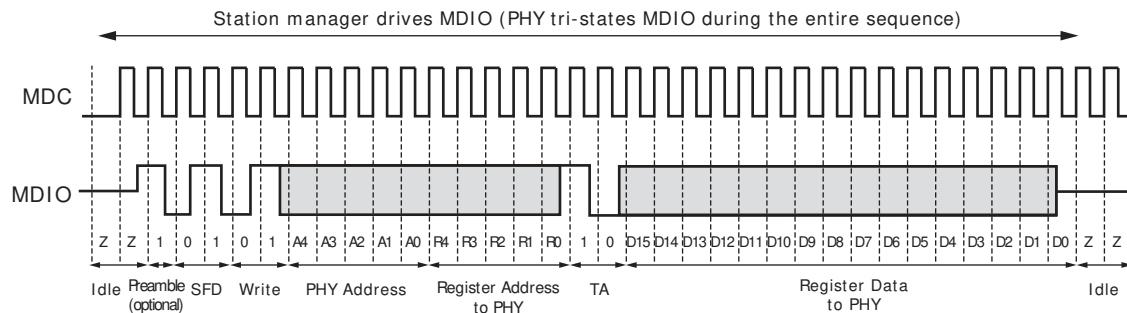 Station manager drives MDIO (PHY tri-states MDIO during the entire sequence)
MDC
MDIO
Z Z 1 0 1 0 1 A4 A3 A2 A1 A0 R4 R3 R2 R1 R0 1 0 D15 D14 D13 D12 D11 D10 D9 D8 D7 D6 D5 D4 D3 D2 D1 D0 Z Z
Idle Preamble SFD Write PHY Address Register Address TA Register Data Idle
(optional) to PHY to PHY